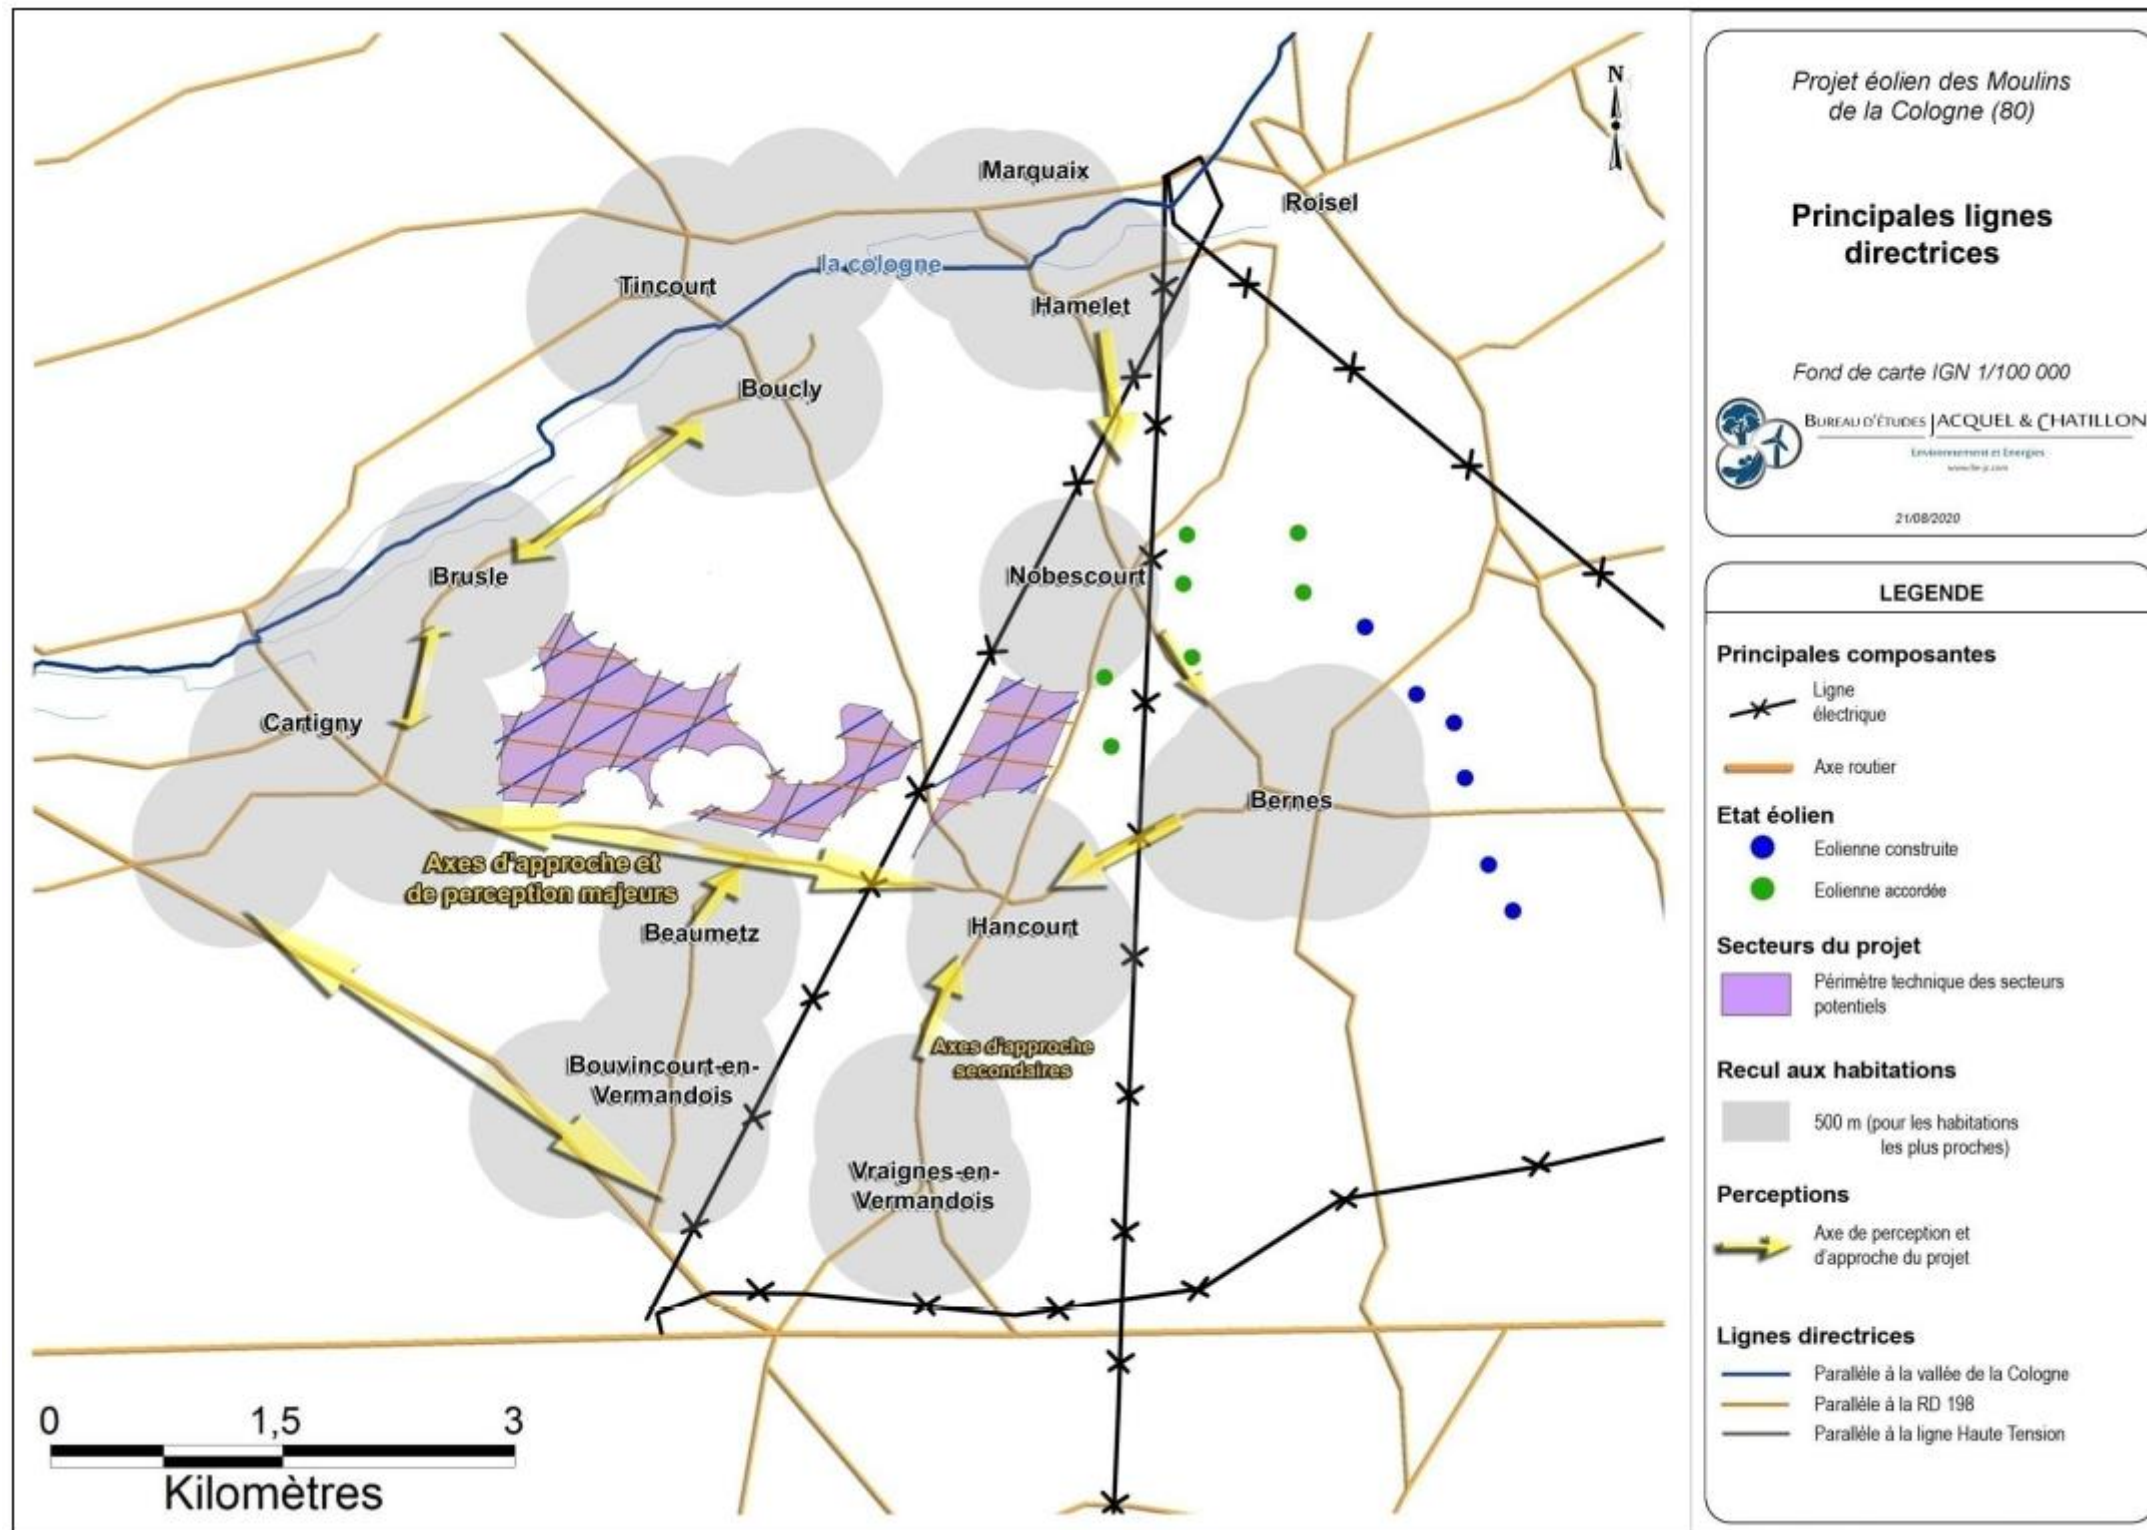 Marquaix
Roisel
la cologne
Tincourt
Hamelet
Boucly
Brusle
Nobescourt
Cartigny
Bernes
Axes d'approche et
de perception majeurs
Beaumetz
Hancourt
Axes d'approche
secondaires
Bouvincourt-en-
Vermandois
Vraignes-en-
Vermandois
0 1,5 3
Kilomètres
N
Projet éolien des Moulins
de la Cologne (80)
Principales lignes
directrices
Fond de carte IGN 1/100 000
BUREAU D'ÉTUDES JACQUEL & CHATILLON
Environnement et Energies
21/08/2020
LEGENDE
Principales composantes
Ligne
électrique
Axe routier
Etat éolien
Eolienne construite
Eolienne accordée
Secteurs du projet
Périmètre technique des secteurs
potentiels
Recul aux habitations
500 m (pour les habitations
les plus proches)
Perceptions
Axe de perception et
d'approche du projet
Lignes directrices
Parallèle à la vallée de la Cologne
Parallèle à la RD 198
Parallèle à la ligne Haute Tension